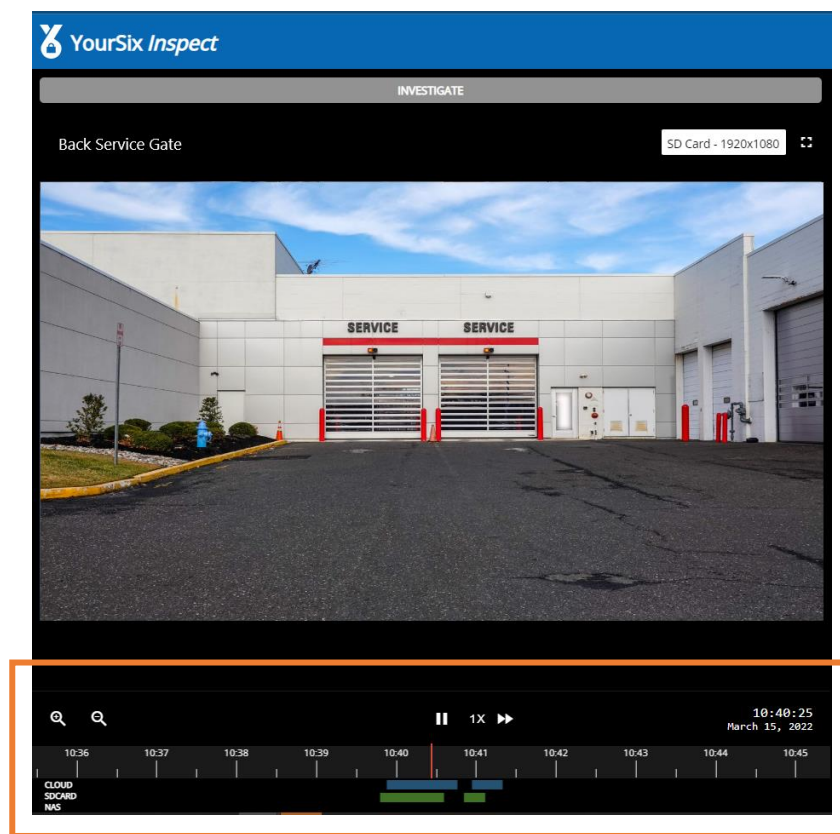 YourSix Inspect
INVESTIGATE
Back Service Gate
SD Card - 1920x1080
SERVICE SERVICE
1X
10:40:25
March 15, 2022
10:36 10:37 10:38 10:39 10:40 10:41 10:42 10:43 10:44 10:45
CLOUD
SDCARD
NAS